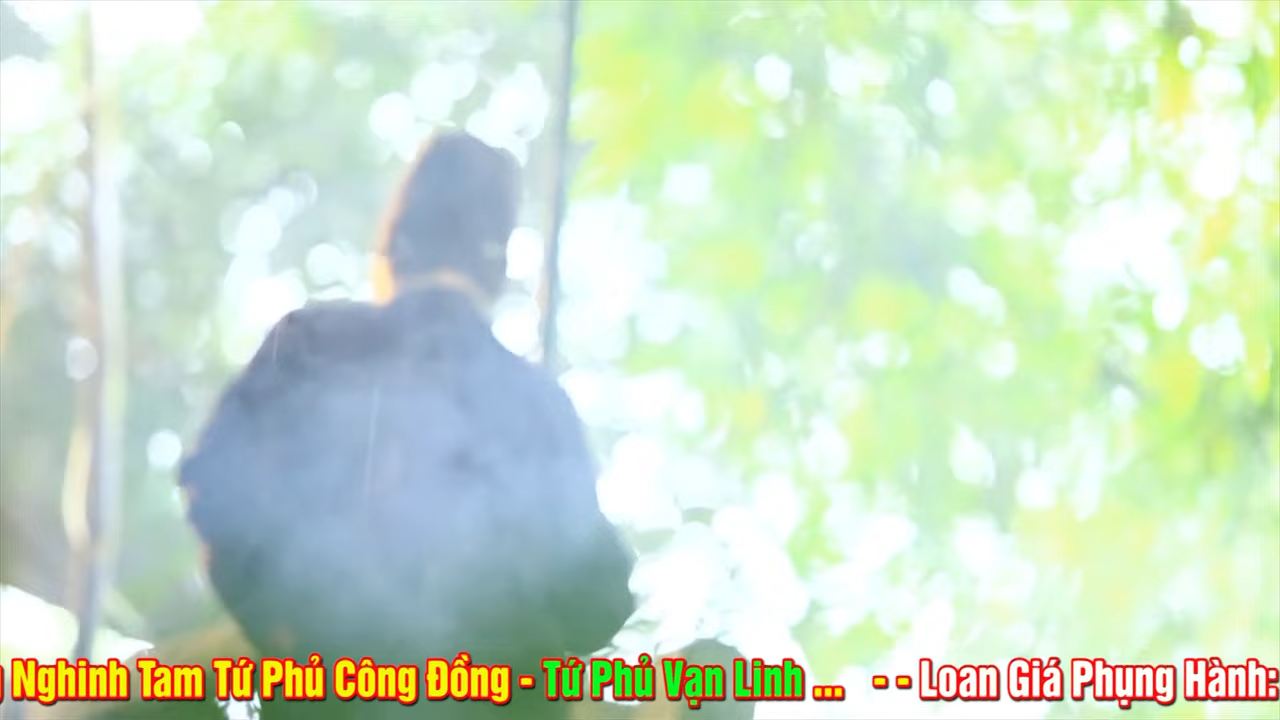 Nghinh Tam Tứ Phủ Công Đồng - Tứ Phủ Vạn Linh ... - - Loan Giá Phụng Hành: